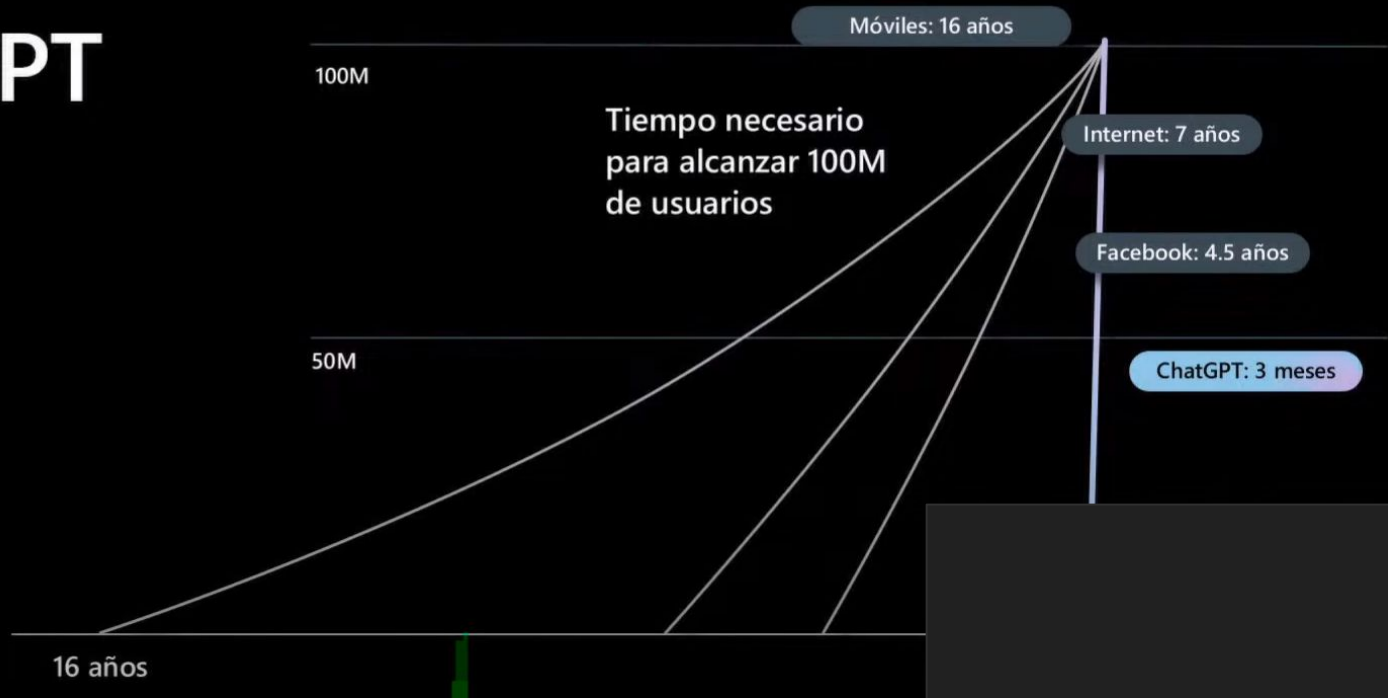 PT
Móviles: 16 años
100M
Tiempo necesario
para alcanzar 100M
de usuarios
Internet: 7 años
Facebook: 4.5 años
50M
ChatGPT: 3 meses
16 años